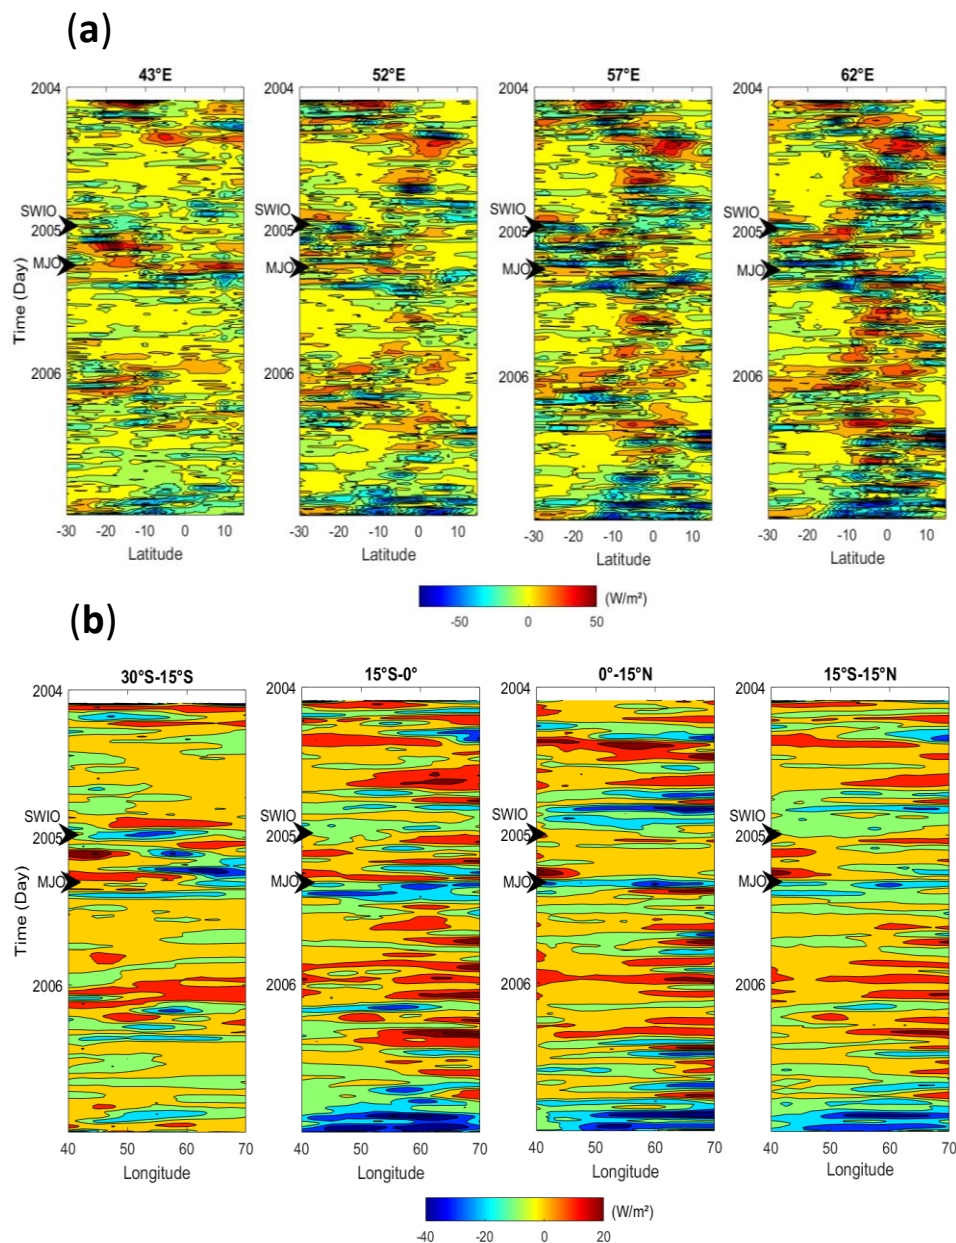 (a)
43°E 52°E 57°E 62°E
2004 2004 2004 2004
SWIO SWIO SWIO SWIO
2005 2005 2005 2005
MJO MJO MJO MJO
Time (Day)
2006 2006 2006 2006
-30 -20 -10 0 10 -30 -20 -10 0 10 -30 -20 -10 0 10 -30 -20 -10 0 10
Latitude Latitude Latitude Latitude
-50 0 50 (W/m²)
(b)
30°S-15°S 15°S-0° 0°-15°N 15°S-15°N
2004 2004 2004 2004
SWIO SWIO SWIO SWIO
2005 2005 2005 2005
MJO MJO MJO MJO
Time (Day)
2006 2006 2006 2006
40 50 60 70 40 50 60 70 40 50 60 70 40 50 60 70
Longitude Longitude Longitude Longitude
-40 -20 0 20 (W/m²)